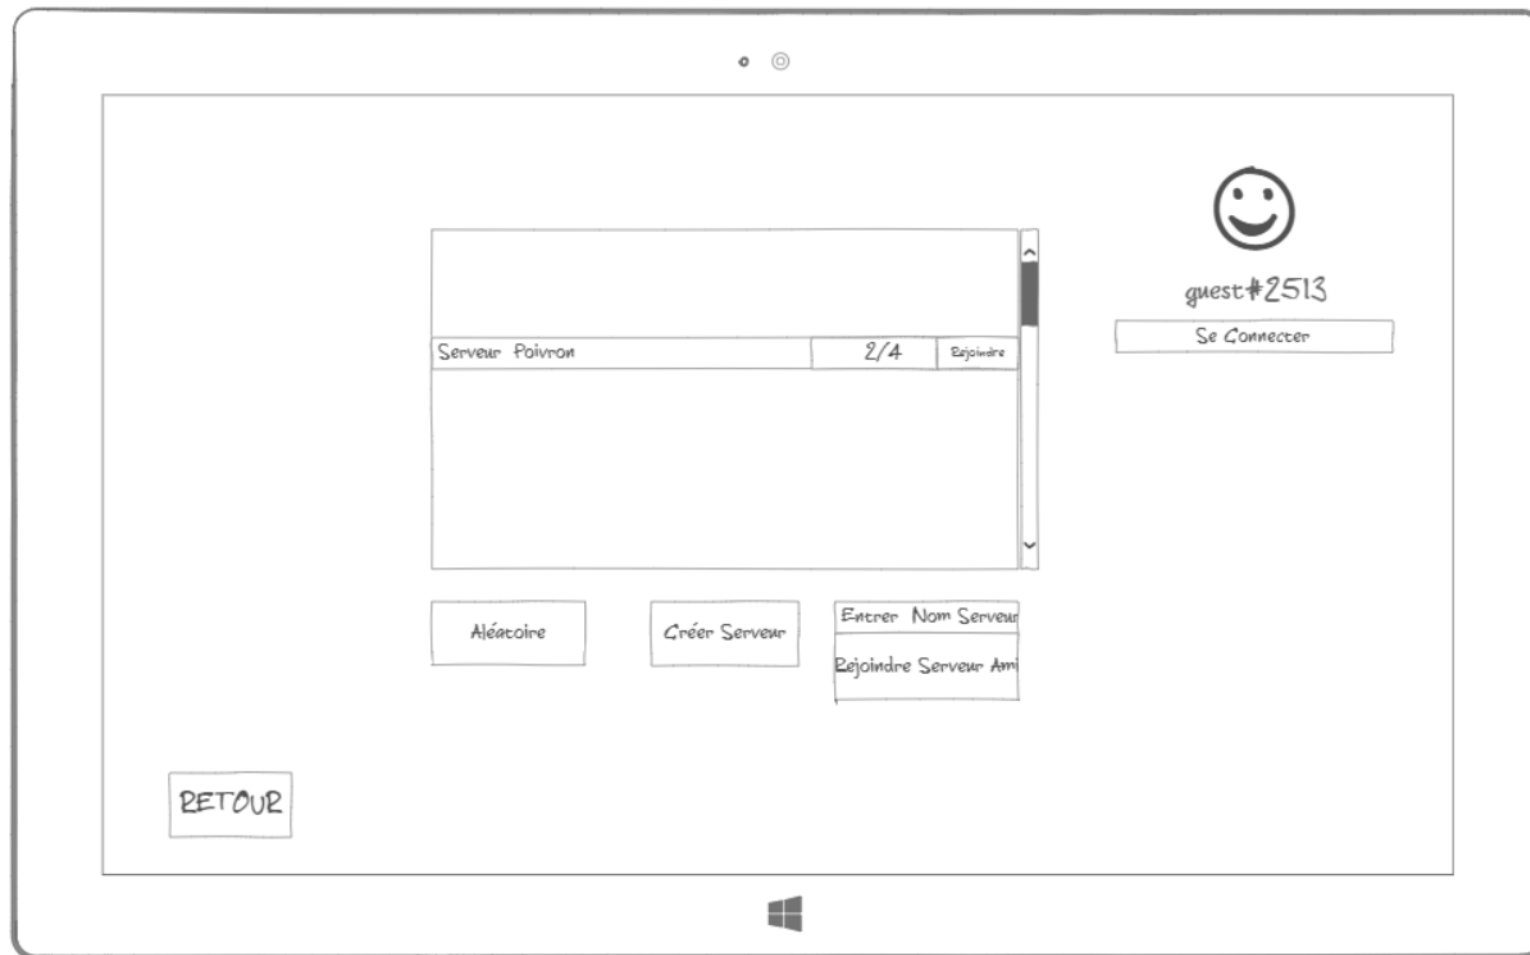 guest#2513
Se Connecter
Serveur Poivron
2/4
Rejoindre
Aléatoire
Créer Serveur
Entrer Nom Serveur
Rejoindre Serveur Ami
RETOUR